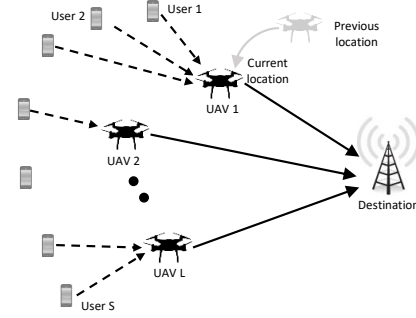 User 2
User 1
Previous
location
Current
location
UAV 1
UAV 2
Destination
UAV L
User S